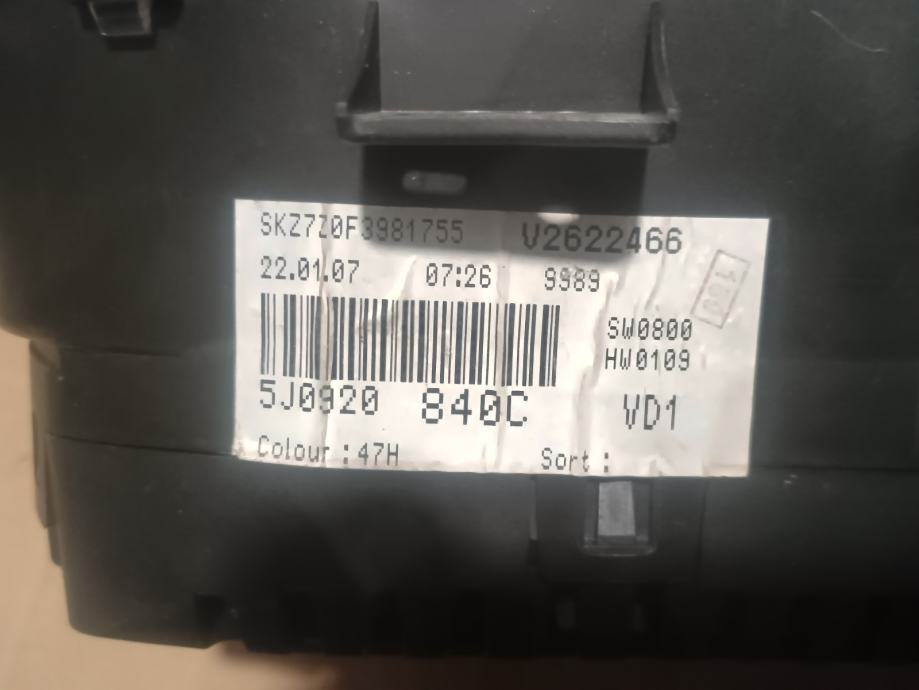 SKZ7Z0F3981755 V2622466
22.01.07 07:26 9989
SW0800
HW0109
5J0920 840C VD1
Colour : 47H Sort :